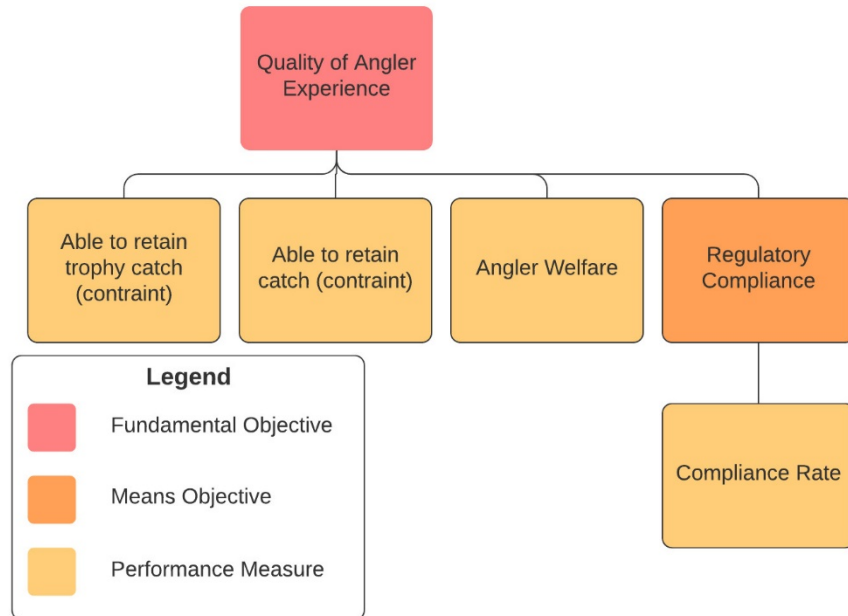 Quality of Angler
Experience
Able to retain
trophy catch
(contraint)
Able to retain
catch (contraint)
Angler Welfare
Regulatory
Compliance
Legend
Fundamental Objective
Means Objective
Performance Measure
Compliance Rate